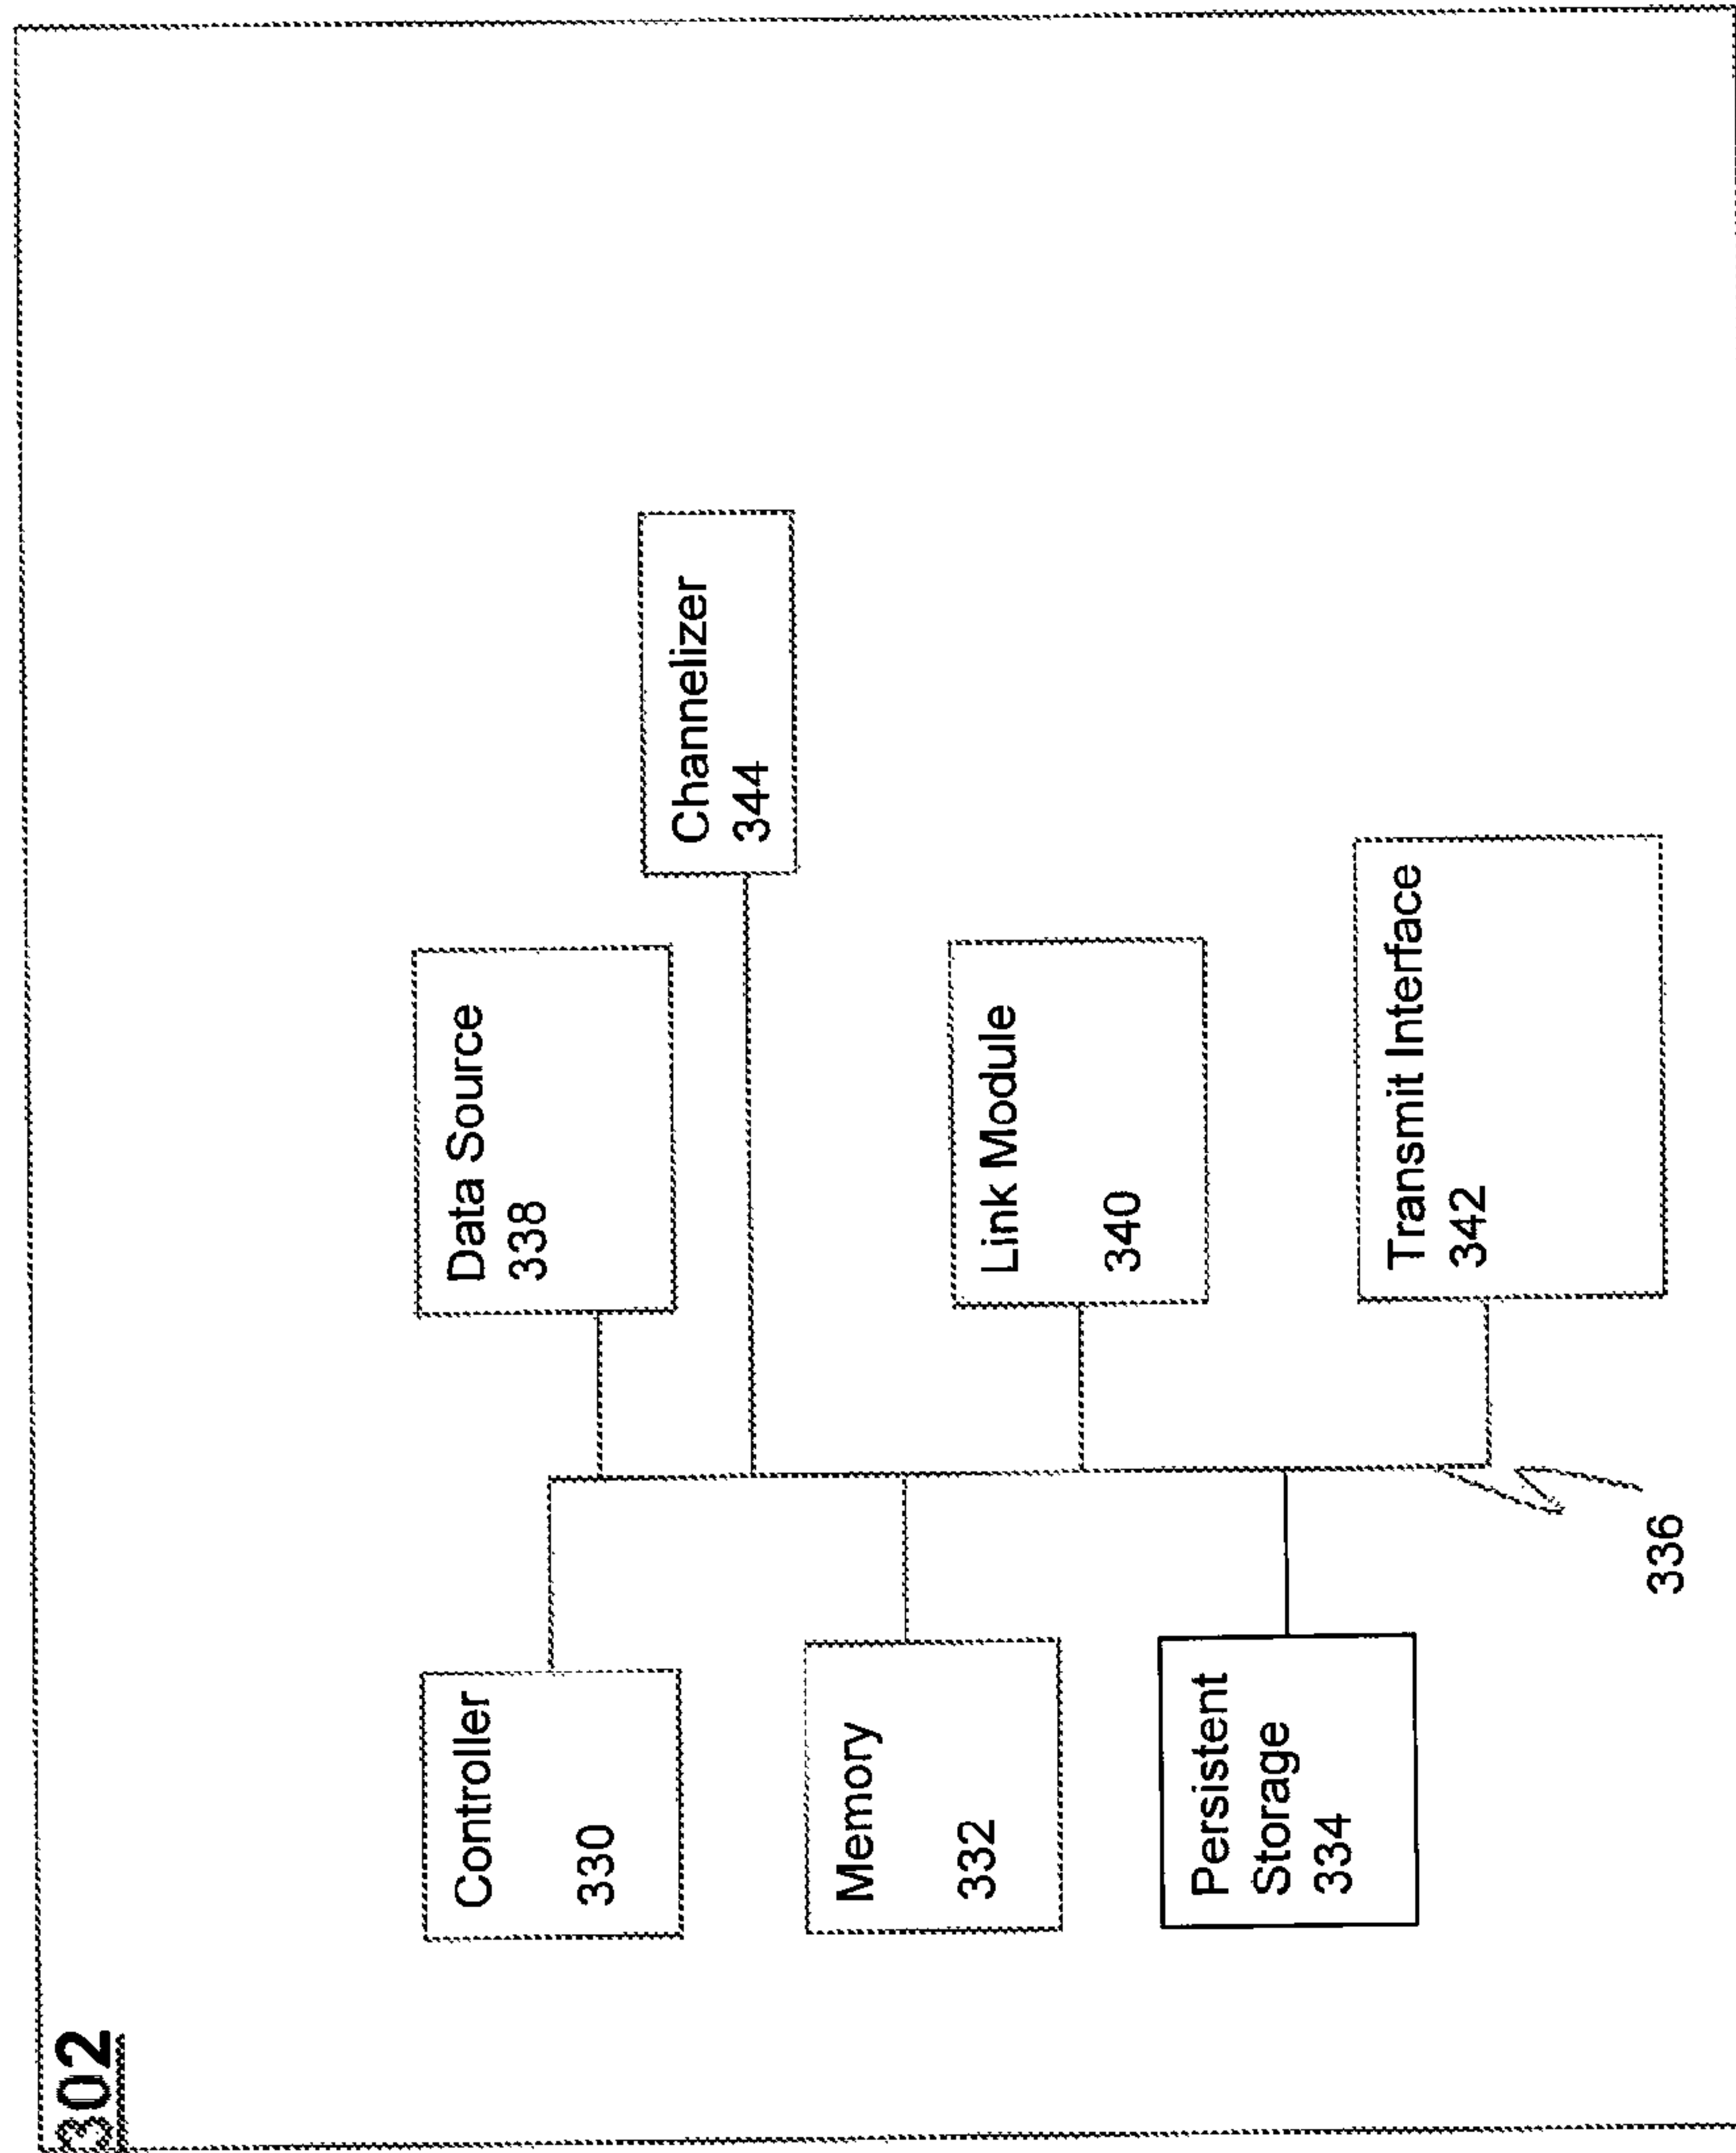 302
Controller
330
Memory
332
Persistent
Storage
334
336
Data Source
338
Channelizer
344
Link Module
340
Transmit Interface
342